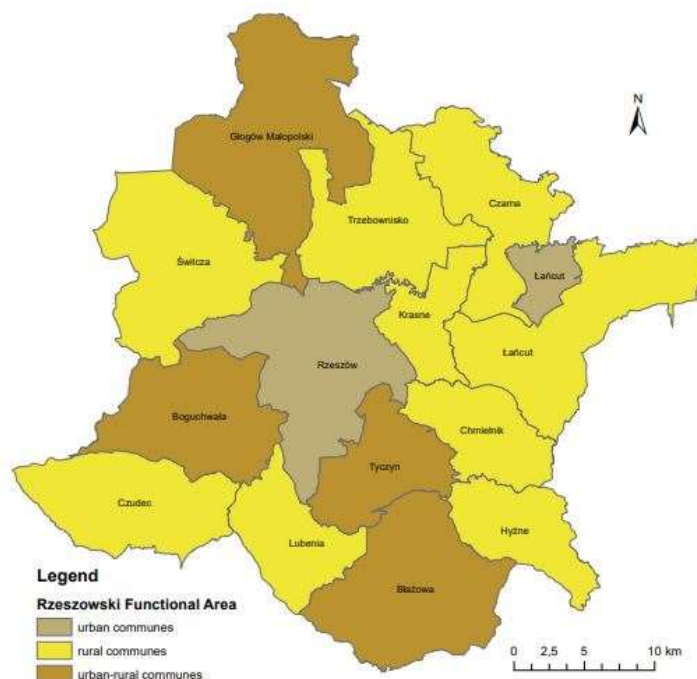 N
Głogów Małopolski
Czarna
Trzebownisko
Świlcza
Łańcut
Krasne
Łańcut
Rzeszów
Boguchwała
Chmielnik
Tyczyn
Czudec
Hyżne
Lubenia
Błażowa
Legend
Rzeszowski Functional Area
urban communes
rural communes
urban-rural communes
0 2,5 5 10 km